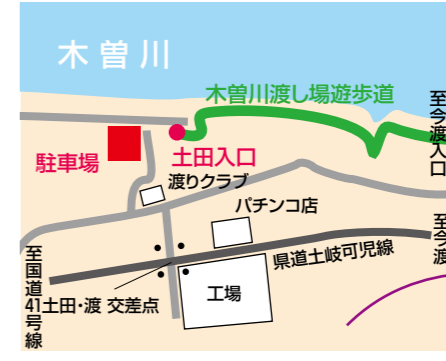 木曽川
木曽川渡し場遊歩道
至今渡入口
駐車場
土田入口
渡りクラブ
パチンコ店
至今渡
県道土岐可児線
至国道41号線
土田・渡 交差点
工場